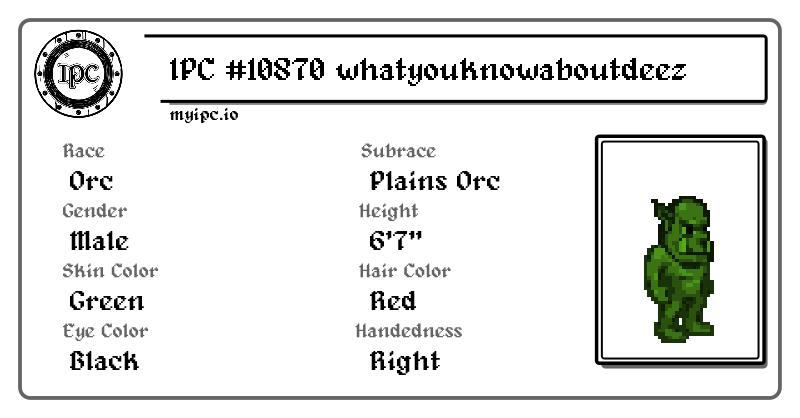 IPC
IPC #10870 whatyouknowaboutdeez
myipc.io
Race
Orc
Subrace
Plains Orc
Gender
Male
Height
6'7"
Skin Color
Green
Hair Color
Red
Eye Color
Black
Handedness
Right